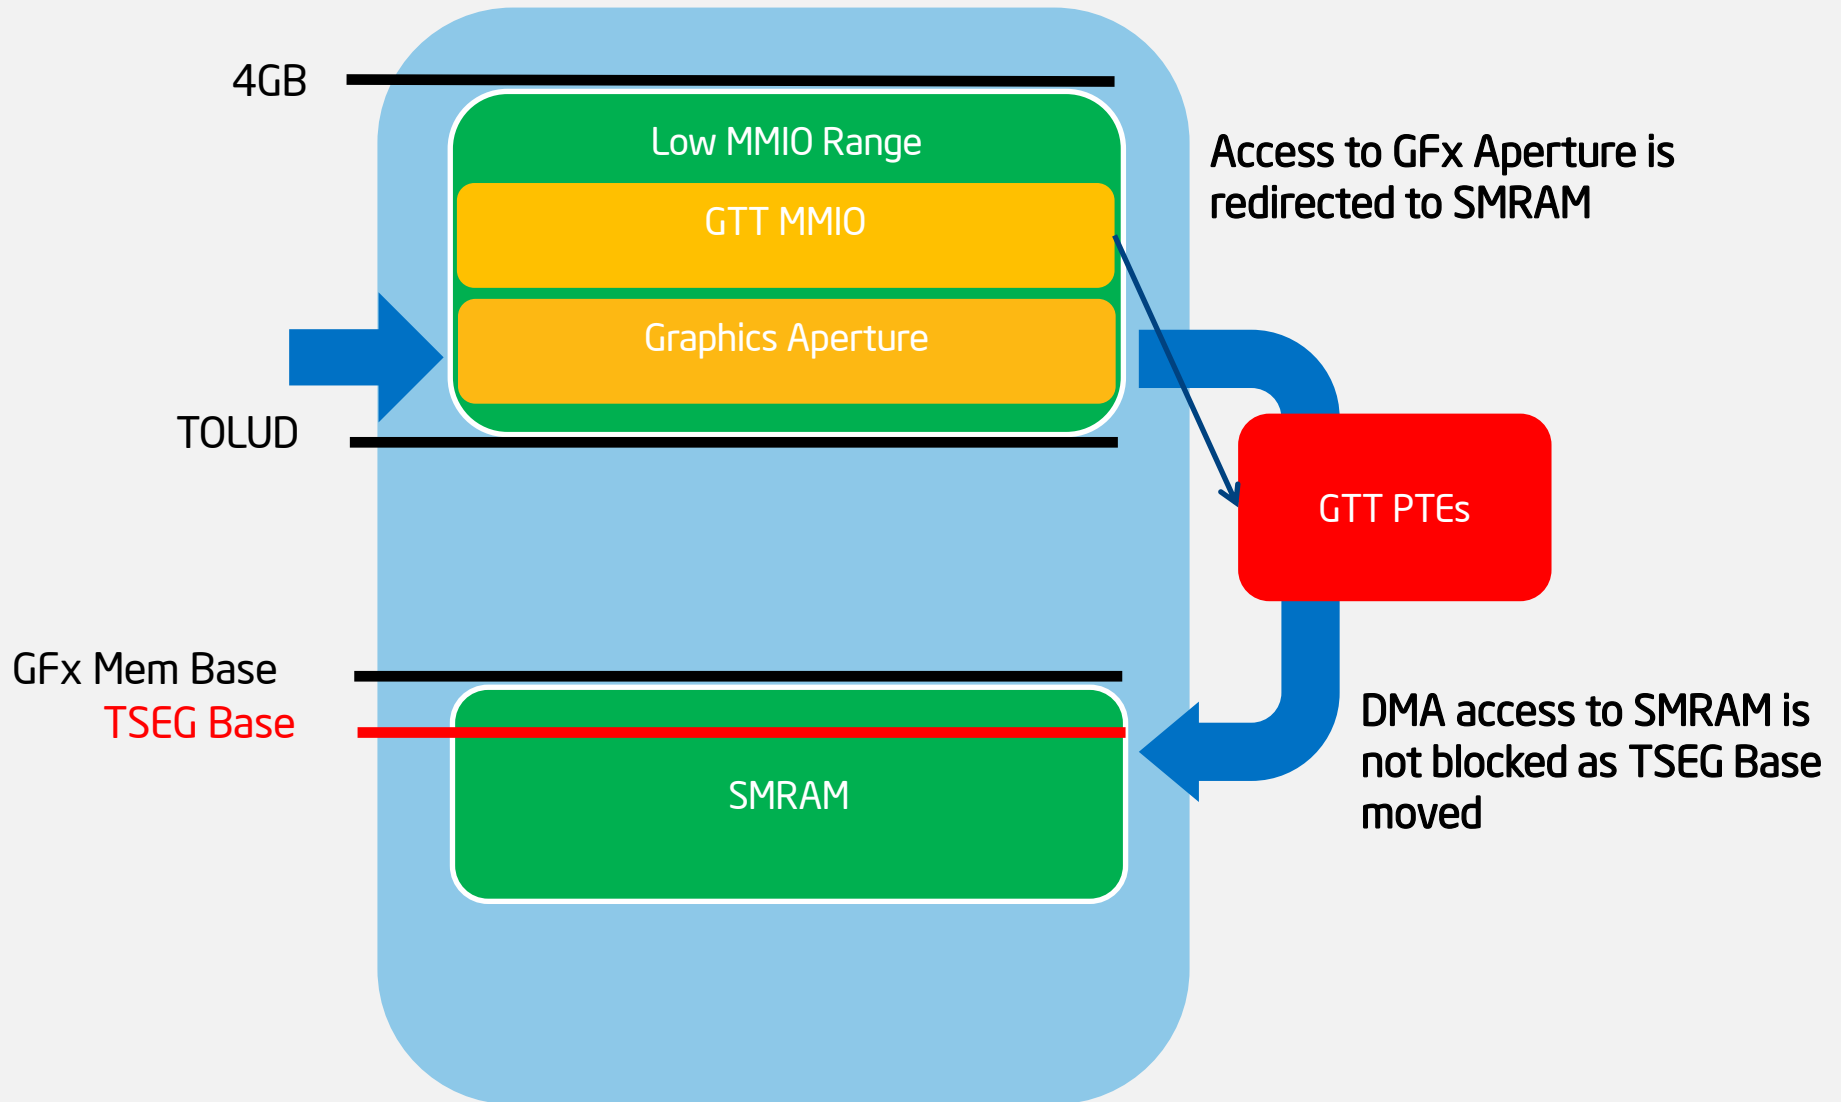 4GB
Low MMIO Range
GTT MMIO
Graphics Aperture
Access to GFx Aperture is
redirected to SMRAM
TOLUD
GTT PTEs
GFx Mem Base
TSEG Base
SMRAM
DMA access to SMRAM is
not blocked as TSEG Base
moved